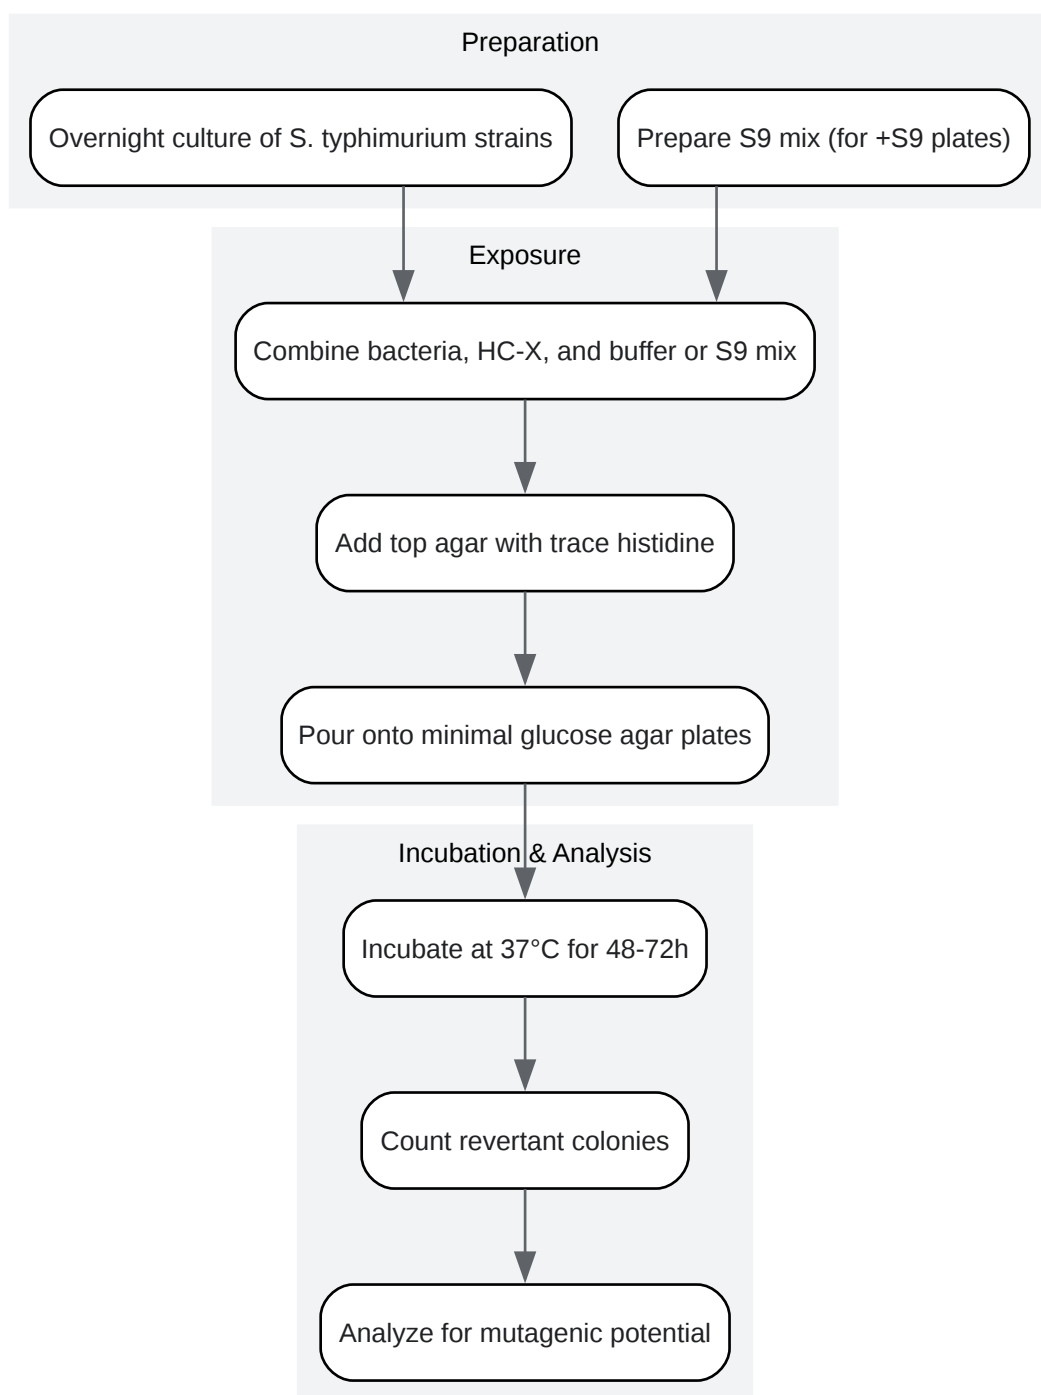 Preparation
Overnight culture of S. typhimurium strains
Prepare S9 mix (for +S9 plates)
Exposure
Combine bacteria, HC-X, and buffer or S9 mix
Add top agar with trace histidine
Pour onto minimal glucose agar plates
Incubation & Analysis
Incubate at 37°C for 48-72h
Count revertant colonies
Analyze for mutagenic potential